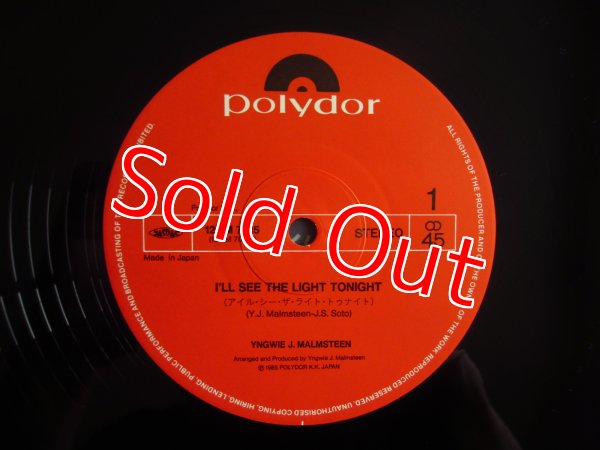 polydor
1
STEREO
45
Made in Japan
Sold Out
I'LL SEE THE LIGHT TONIGHT
(アイル・シー・ザ・ライト・トゥナイト)
(Y.J. Malmsteen-J.S. Soto)
YNGWIE J. MALMSTEEN
Arranged and Produced by Yngwie J. Malmsteen
Ⓟ 1985 POLYDOR K.K. JAPAN
ALL RIGHTS OF THE PRODUCER AND OF THE OWNER OF THE WORK REPRODUCED RESERVED. UNAUTHORISED COPYING, HIRING, LENDING, PUBLIC PERFORMANCE AND BROADCASTING OF THIS RECORD PROHIBITED.